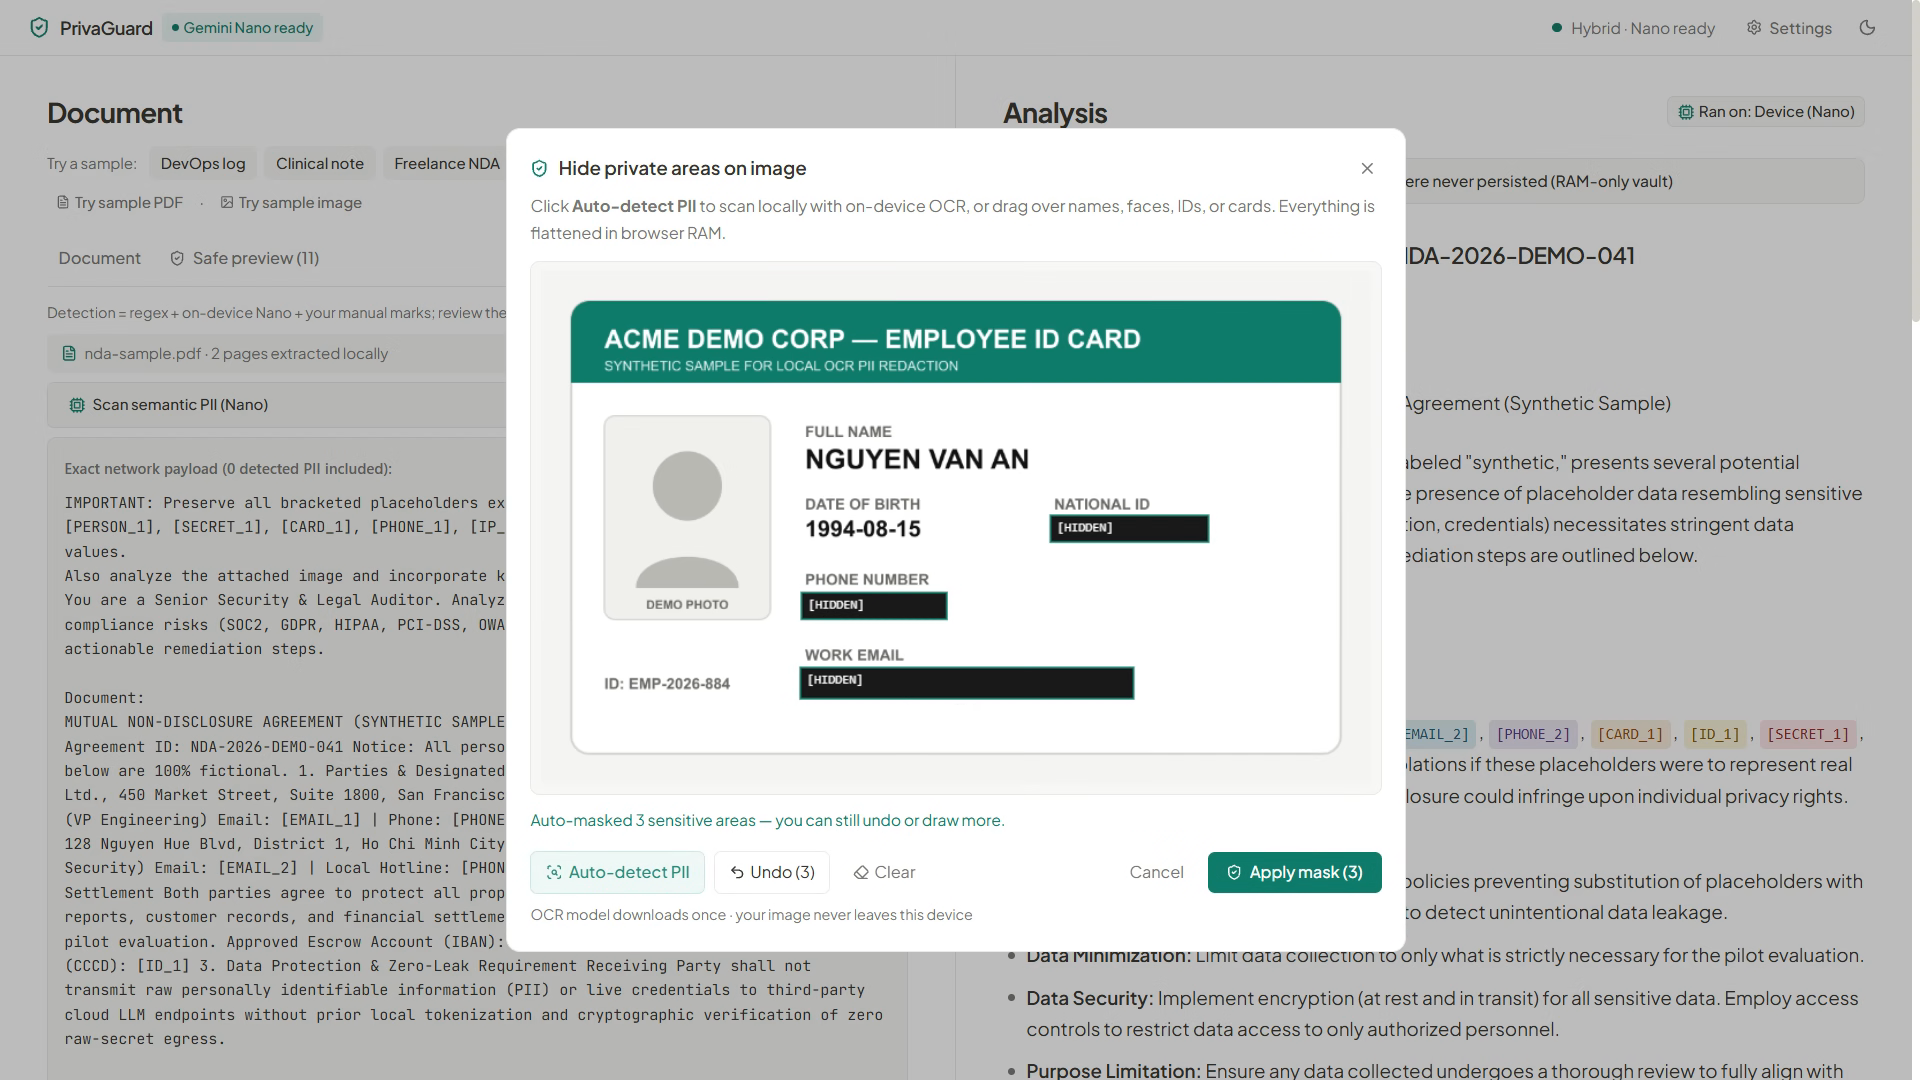 PrivaGuard
Gemini Nano ready
Hybrid · Nano ready
Settings
Document
Try a sample:
DevOps log
Clinical note
Freelance NDA
Try sample PDF
·
Try sample image
Document
Safe preview (11)
Detection = regex + on-device Nano + your manual marks; review the
nda-sample.pdf · 2 pages extracted locally
Scan semantic PII (Nano)
Exact network payload (0 detected PII included):
IMPORTANT: Preserve all bracketed placeholders ex
[PERSON_1], [SECRET_1], [CARD_1], [PHONE_1], [IP_
values.
Also analyze the attached image and incorporate k
You are a Senior Security & Legal Auditor. Analyz
compliance risks (SOC2, GDPR, HIPAA, PCI-DSS, OWA
actionable remediation steps.
Document:
MUTUAL NON-DISCLOSURE AGREEMENT (SYNTHETIC SAMPLE
Agreement ID: NDA-2026-DEMO-041 Notice: All perso
below are 100% fictional. 1. Parties & Designated
Ltd., 450 Market Street, Suite 1800, San Francisc
(VP Engineering) Email: [EMAIL_1] | Phone: [PHONE
128 Nguyen Hue Blvd, District 1, Ho Chi Minh City
Security) Email: [EMAIL_2] | Local Hotline: [PHON
Settlement Both parties agree to protect all prop
reports, customer records, and financial settleme
pilot evaluation. Approved Escrow Account (IBAN):
(CCCD): [ID_1] 3. Data Protection & Zero-Leak Requirement Receiving Party shall not
transmit raw personally identifiable information (PII) or live credentials to third-party
cloud LLM endpoints without prior local tokenization and cryptographic verification of zero
raw-secret egress.
Hide private areas on image
Click Auto-detect PII to scan locally with on-device OCR, or drag over names, faces, IDs, or cards. Everything is
flattened in browser RAM.
ACME DEMO CORP — EMPLOYEE ID CARD
SYNTHETIC SAMPLE FOR LOCAL OCR PII REDACTION
DEMO PHOTO
ID: EMP-2026-884
FULL NAME
NGUYEN VAN AN
DATE OF BIRTH
1994-08-15
NATIONAL ID
[HIDDEN]
PHONE NUMBER
[HIDDEN]
WORK EMAIL
[HIDDEN]
Auto-masked 3 sensitive areas — you can still undo or draw more.
Auto-detect PII
Undo (3)
Clear
Cancel
Apply mask (3)
OCR model downloads once · your image never leaves this device
Analysis
Ran on: Device (Nano)
ere never persisted (RAM-only vault)
NDA-2026-DEMO-041
Agreement (Synthetic Sample)
abeled "synthetic," presents several potential
e presence of placeholder data resembling sensitive
tion, credentials) necessitates stringent data
ediation steps are outlined below.
EMAIL_2] , [PHONE_2] , [CARD_1] , [ID_1] , [SECRET_1] ,
lations if these placeholders were to represent real
losure could infringe upon individual privacy rights.
policies preventing substitution of placeholders with
to detect unintentional data leakage.
Data Minimization: Limit data collection to only what is strictly necessary for the pilot evaluation.
Data Security: Implement encryption (at rest and in transit) for all sensitive data. Employ access
controls to restrict data access to only authorized personnel.
Purpose Limitation: Ensure any data collected undergoes a thorough review to fully align with